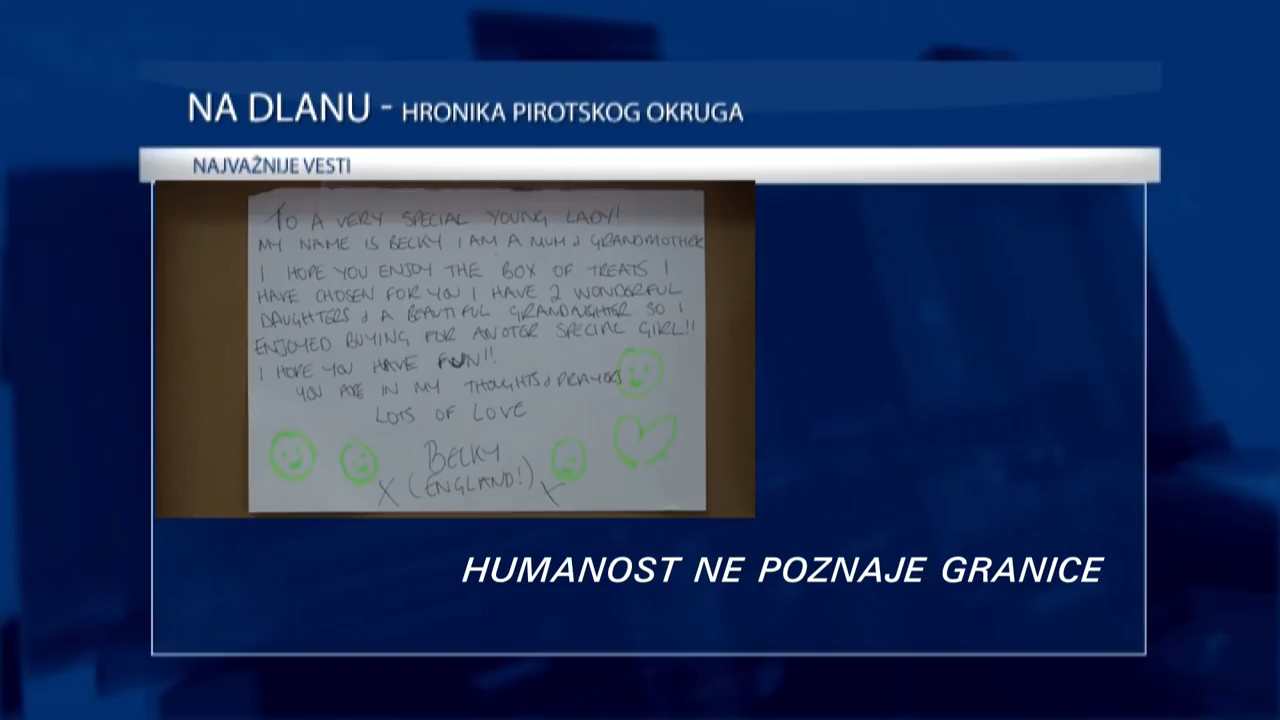 NA DLANU - HRONIKA PIROTSKOG OKRUGA
NAJVAŽNIJE VESTI
TO A VERY SPECIAL YOUNG LADY!
MY NAME IS BECKY I AM A MUM & GRANDMOTHER
I HOPE YOU ENJOY THE BOX OF TREATS I
HAVE CHOSEN FOR YOU I HAVE 2 WONDERFUL
DAUGHTERS & A BEAUTIFUL GRANDAUGHTER SO I
ENJOYED BUYING FOR ANOTER SPECIAL GIRL!!
I HOPE YOU HAVE FUN!!
YOU ARE IN MY THOUGHTS & PRAYERS
LOTS OF LOVE
BECKY
X (ENGLAND!) X
HUMANOST NE POZNAJE GRANICE